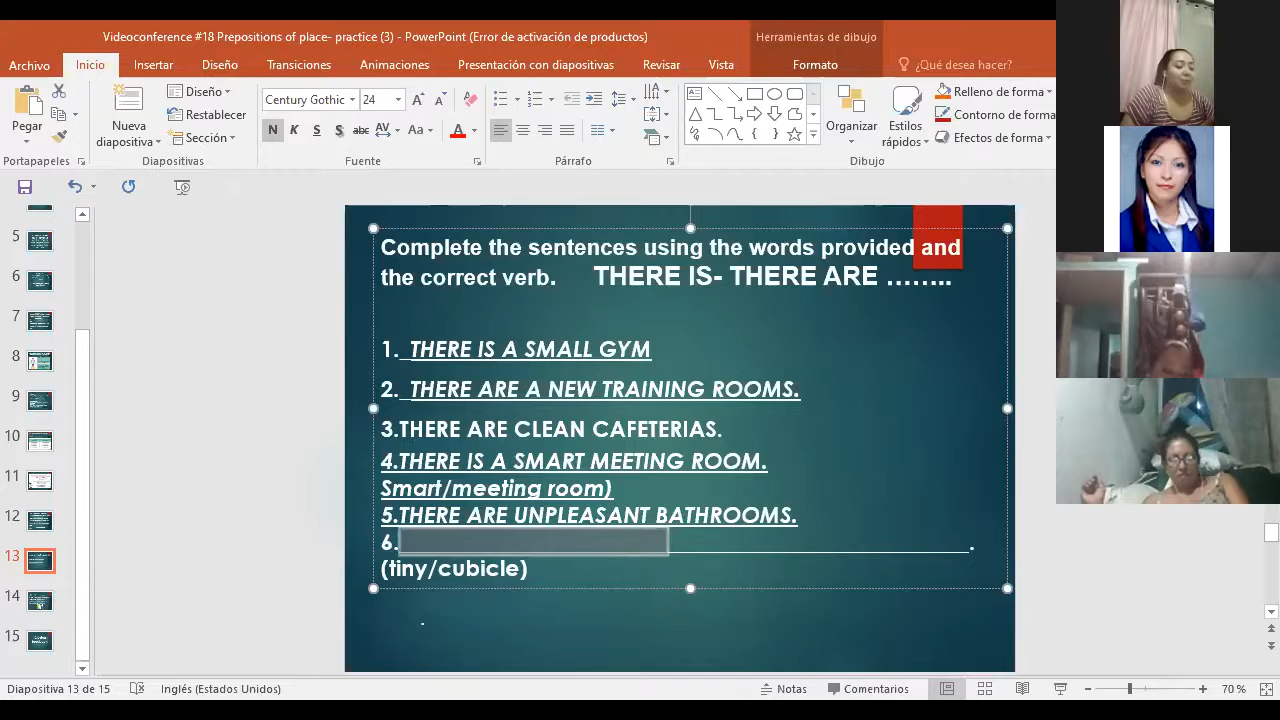 Videoconference #18 Prepositions of place- practice (3) - PowerPoint (Error de activación de productos)
Herramientas de dibujo
Archivo Inicio Insertar Diseño Transiciones Animaciones Presentación con diapositivas Revisar Vista Formato ¿Qué desea hacer?
Pegar
Nueva diapositiva
Diseño
Restablecer
Sección
Century Gothic 24
N K S S abc AV Aa A
Organizar
Estilos rápidos
Relleno de forma
Contorno de forma
Efectos de forma
Portapapeles Diapositivas Fuente Párrafo Dibujo
5
6
7
8
9
10
11
12
13
14
15
Complete the sentences using the words provided and
the correct verb. THERE IS- THERE ARE ……..
1. THERE IS A SMALL GYM
2. THERE ARE A NEW TRAINING ROOMS.
3.THERE ARE CLEAN CAFETERIAS.
4.THERE IS A SMART MEETING ROOM.
Smart/meeting room)
5.THERE ARE UNPLEASANT BATHROOMS.
6.______________________________.
(tiny/cubicle)
.
Diapositiva 13 de 15 Inglés (Estados Unidos) Notas Comentarios 70 %